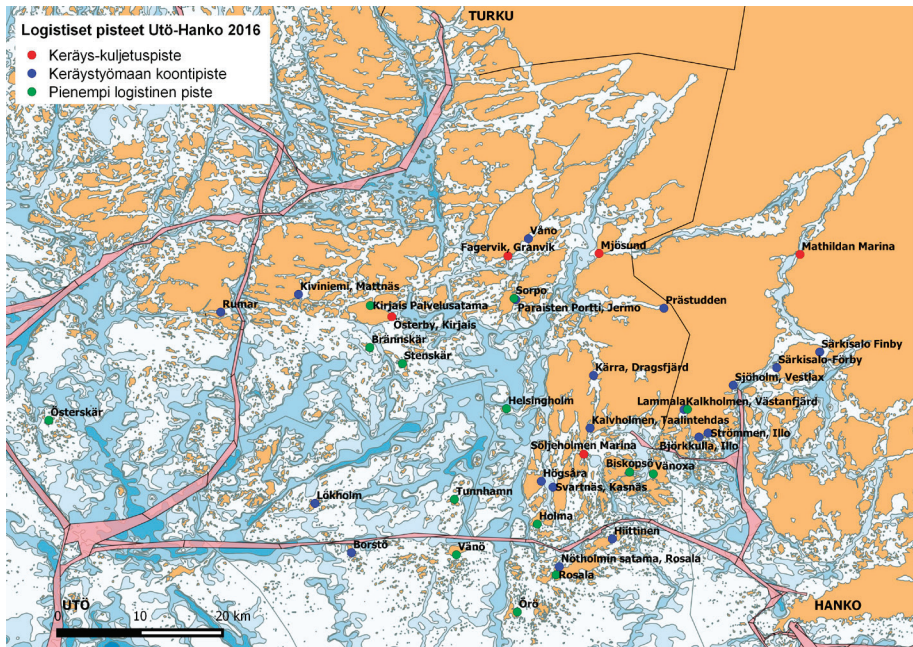 TURKU
Logistiset pisteet Utö-Hanko 2016
Keräys-kuljetuspiste
Keräystyömaan koontipiste
Pienempi logistinen piste
Våno
Fagervik, Granvik
Mjösund
Mathildan Marina
Kiviniemi, Mattnäs
Sorpo
Rumar
Kirjais Palvelusatama
Paraisten Portti, Jermo
Prästudden
Österby, Kirjais
Brännskär
Särkisalo Finby
Stenskär
Särkisalo-Förby
Kärra, Dragsfjärd
Sjöholm, Vestlax
Österskär
Helsingholm
Lammala
Kalkholmen, Västanfjärd
Kalvholmen, Taalintehdas
Strömmen, Illo
Björkkulla, Illo
Söljeholmen Marina
Biskopsö
Vänoxa
Högsåra
Svartnäs, Kasnäs
Lökholm
Tunnhamn
Holma
Hiittinen
Borstö
Vänö
Nötholmin satama, Rosala
Rosala
UTÖ
Örö
HANKO
0 10 20 km